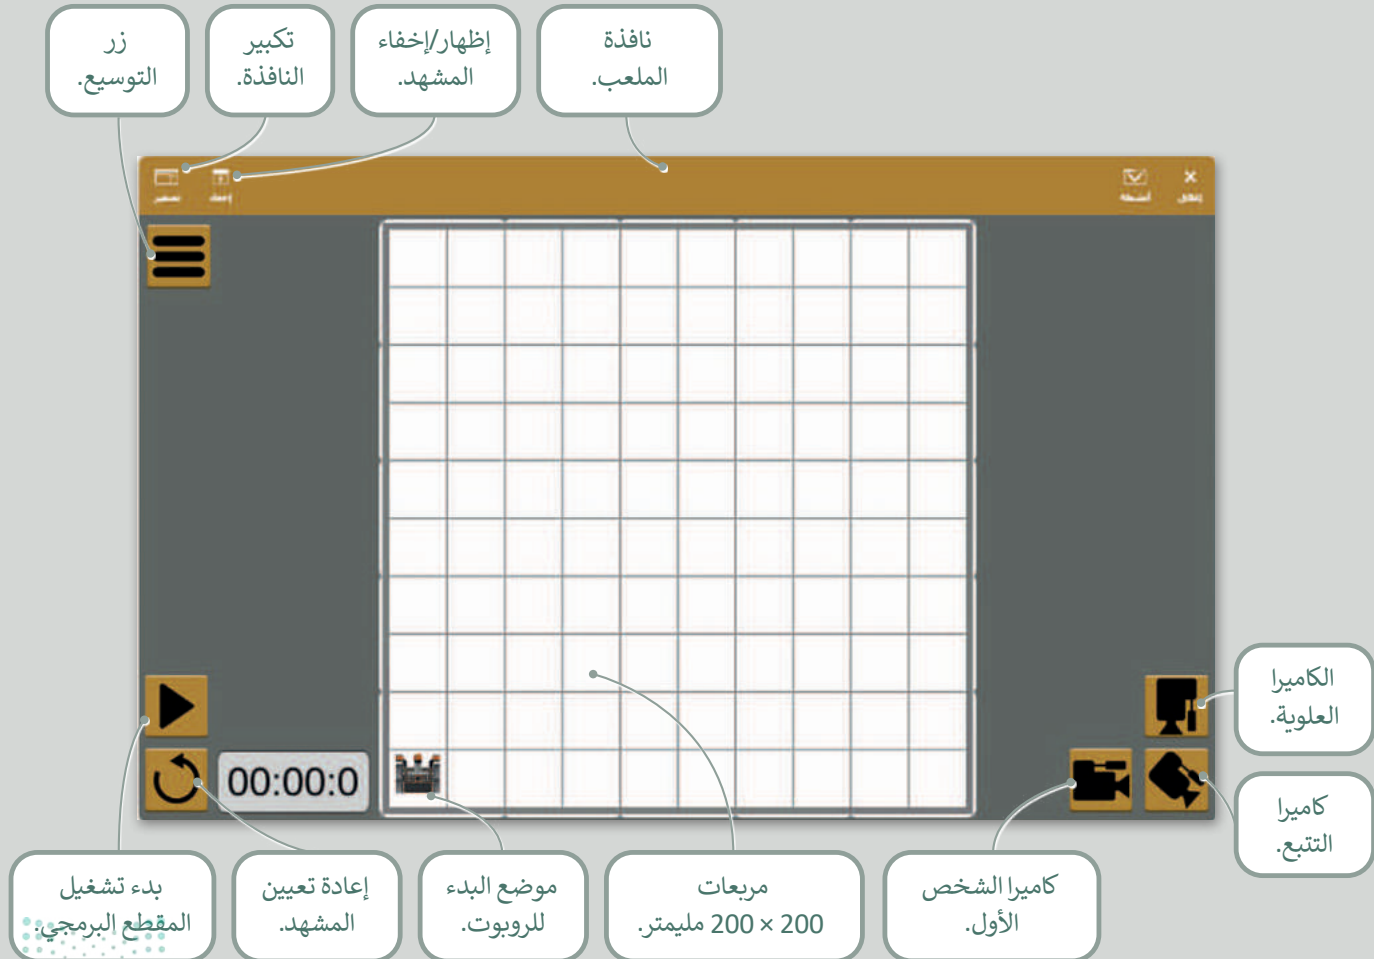 زر
التوسيع.
تكبير
النافذة.
إظهار/إخفاء
المشهد.
نافذة
الملعب.
إخفاء
00:00:0
الكاميرا
العلوية.
كاميرا
التتبع.
بدء تشغيل
المقطع البرمجي.
إعادة تعيين
المشهد.
موضع البدء
للروبوت.
مربعات
200 × 200 مليمتر.
كاميرا الشخص
الأول.